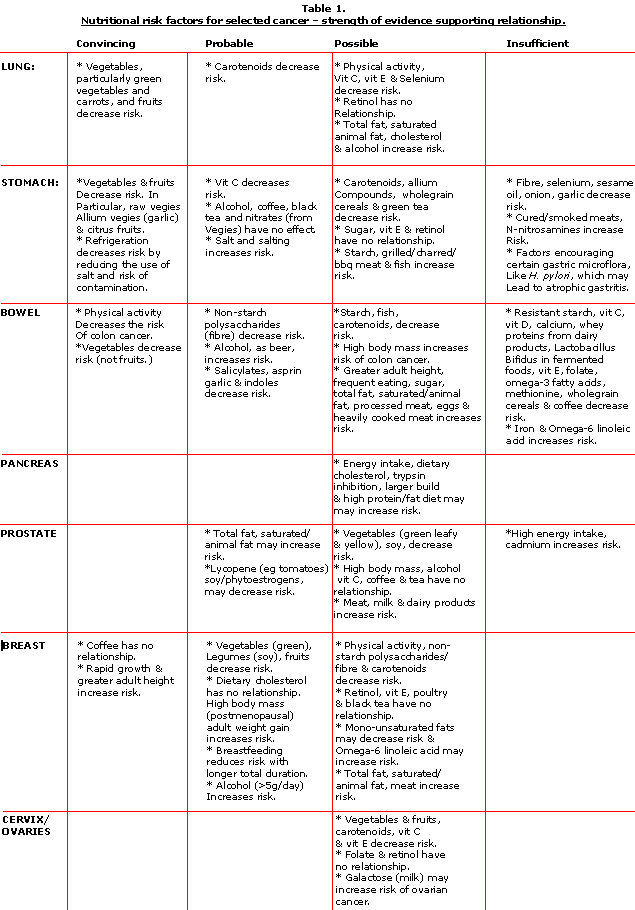 Table 1.
Nutritional risk factors for selected cancer – strength of evidence supporting relationship.
Convincing
Probable
Possible
Insufficient
LUNG:
* Vegetables,
particularly green
vegetables and
carrots, and fruits
decrease risk.
* Carotenoids decrease
risk.
* Physical activity,
Vit C, vit E & Selenium
decrease risk.
* Retinol has no
Relationship.
* Total fat, saturated
animal fat, cholesterol
& alcohol increase risk.
STOMACH:
*Vegetables & fruits
Decrease risk. In
Particular, raw vegies
Allium vegies (garlic)
& citrus fruits.
* Refrigeration
decreases risk by
reducing the use of
salt and risk of
contamination.
* Vit C decreases
risk.
* Alcohol, coffee, black
tea and nitrates (from
Vegies) have no effect.
* Salt and salting
increases risk.
* Carotenoids, allium
Compounds, wholegrain
cereals & green tea
decrease risk.
* Sugar, vit E & retinol
have no relationship.
* Starch, grilled/charred/
bbq meat & fish increase
risk.
* Fibre, selenium, sesame
oil, onion, garlic decrease
risk.
* Cured/smoked meats,
N-nitrosamines increase
Risk.
* Factors encouraging
certain gastric microflora,
Like H. pylori, which may
Lead to atrophic gastritis.
BOWEL
* Physical activity
Decreases the risk
Of colon cancer.
*Vegetables decrease
risk (not fruits.)
* Non-starch
polysaccharides
(fibre) decrease risk.
* Alcohol, as beer,
increases risk.
* Salicylates, asprin
garlic & indoles
decrease risk.
*Starch, fish,
carotenoids, decrease
risk.
* High body mass increases
risk of colon cancer.
* Greater adult height,
frequent eating, sugar,
total fat, saturated/animal
fat, processed meat, eggs &
heavily cooked meat increases
risk.
* Resistant starch, vit C,
vit D, calcium, whey
proteins from dairy
products, Lactobacillus
Bifidus in fermented
foods, vit E, folate,
omega-3 fatty acids,
methionine, wholegrain
cereals & coffee decrease
risk.
* Iron & Omega-6 linoleic
acid increases risk.
PANCREAS
* Energy intake, dietary
cholesterol, trypsin
inhibition, larger build
& high protein/fat diet may
may increase risk.
PROSTATE
* Total fat, saturated/
animal fat may increase
risk.
*Lycopene (eg tomatoes)
soy/phytoestrogens,
may decrease risk.
* Vegetables (green leafy
& yellow), soy, decrease
risk.
* High body mass, alcohol
vit C, coffee & tea have no
relationship.
* Meat, milk & dairy products
increase risk.
*High energy intake,
cadmium increases risk.
BREAST
* Coffee has no
relationship.
* Rapid growth &
greater adult height
increase risk.
* Vegetables (green),
Legumes (soy), fruits
decrease risk.
* Dietary cholesterol
has no relationship.
High body mass
(postmenopausal)
adult weight gain
increases risk.
* Breastfeeding
reduces risk with
longer total duration.
* Alcohol (>5g/day)
Increases risk.
* Physical activity, non-
starch polysaccharides/
fibre & carotenoids
decrease risk.
* Retinol, vit E, poultry
& black tea have no
relationship.
* Mono-unsaturated fats
may decrease risk &
Omega-6 linoleic acid may
increase risk.
* Total fat, saturated/
animal fat, meat increase
risk.
CERVIX/
OVARIES
* Vegetables & fruits,
carotenoids, vit C
& vit E decrease risk.
* Folate & retinol have
no relationship.
* Galactose (milk) may
increase risk of ovarian
cancer.